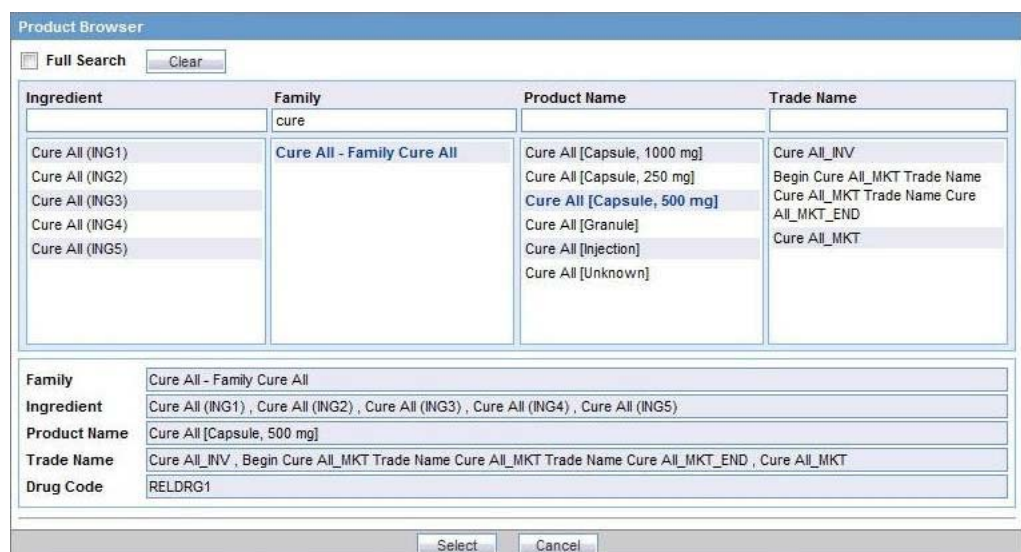 Product Browser
Full Search Clear
Ingredient Family Product Name Trade Name
cure
Cure All (ING1) Cure All - Family Cure All Cure All [Capsule, 1000 mg] Cure All_INV
Cure All (ING2) Cure All [Capsule, 250 mg] Begin Cure All_MKT Trade Name
Cure All (ING3) Cure All [Capsule, 500 mg] Cure All_MKT Trade Name Cure
All_MKT_END
Cure All (ING4) Cure All [Granule]
Cure All (ING5) Cure All [Injection] Cure All_MKT
Cure All [Unknown]
Family Cure All - Family Cure All
Ingredient Cure All (ING1) , Cure All (ING2) , Cure All (ING3) , Cure All (ING4) , Cure All (ING5)
Product Name Cure All [Capsule, 500 mg]
Trade Name Cure All_INV , Begin Cure All_MKT Trade Name Cure All_MKT Trade Name Cure All_MKT_END , Cure All_MKT
Drug Code RELDRG1
Select Cancel